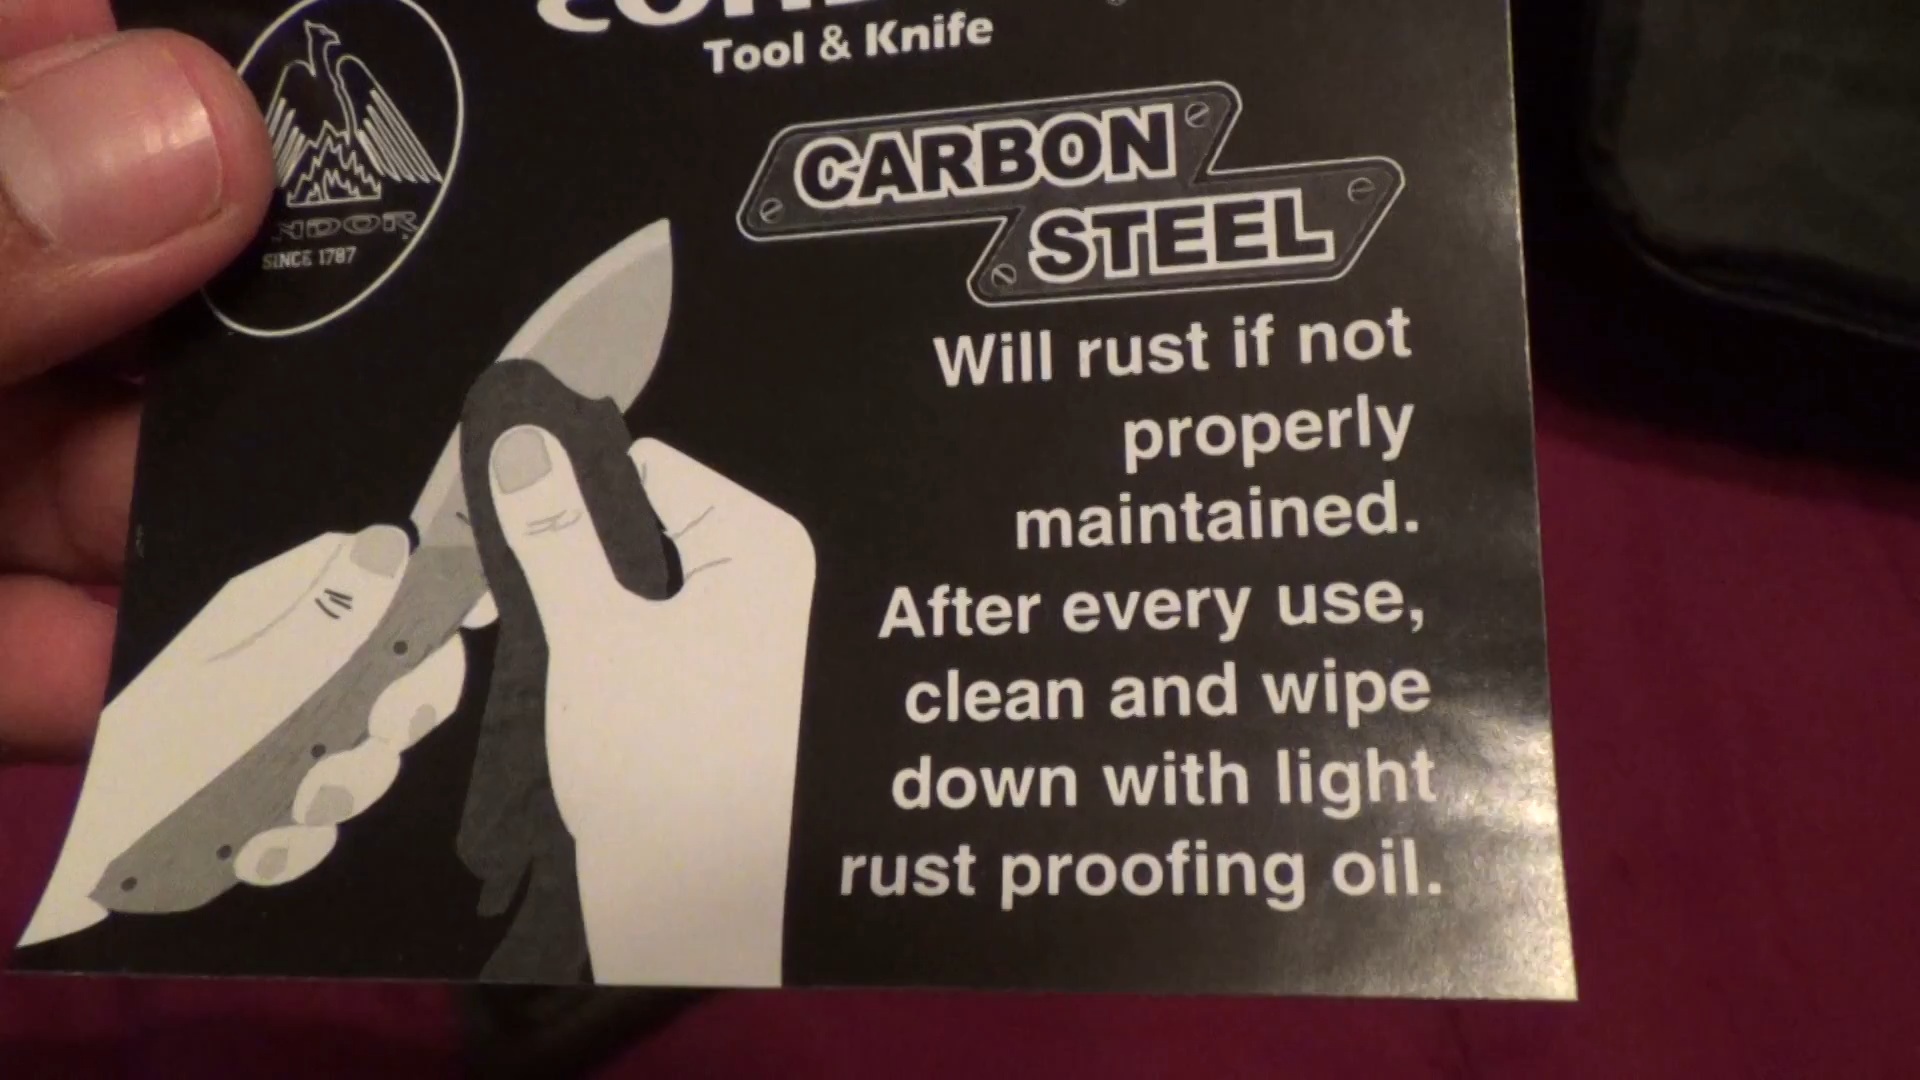 Tool & Knife
CARBON
STEEL
SINCE 1787
Will rust if not
properly
maintained.
After every use,
clean and wipe
down with light
rust proofing oil.